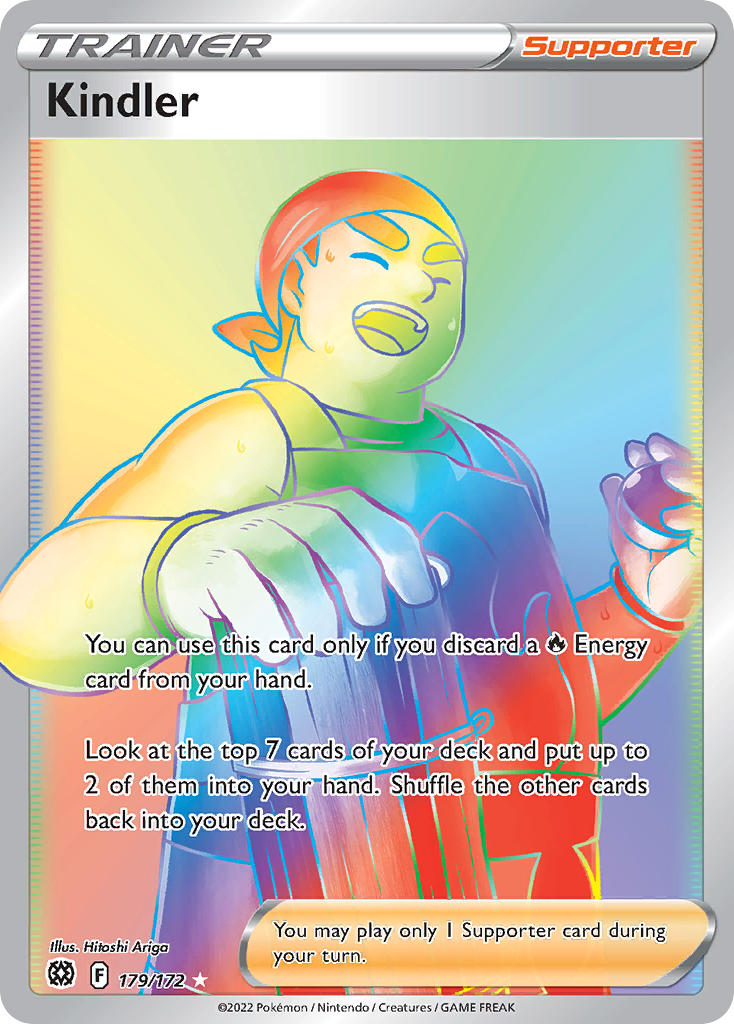 TRAINER Supporter
Kindler
You can use this card only if you discard a Energy
card from your hand.
Look at the top 7 cards of your deck and put up to
2 of them into your hand. Shuffle the other cards
back into your deck.
You may play only 1 Supporter card during
your turn.
Illus. Hitoshi Ariga
F 179/172
©2022 Pokémon / Nintendo / Creatures / GAME FREAK